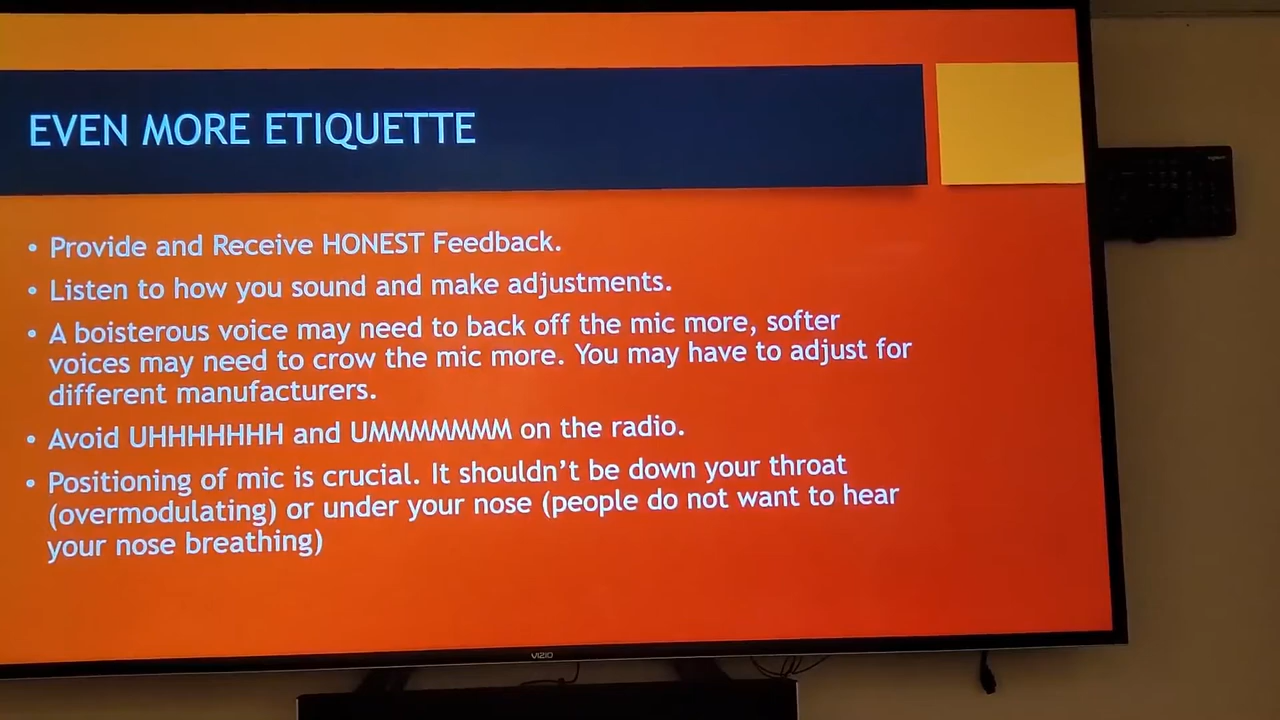 EVEN MORE ETIQUETTE
• Provide and Receive HONEST Feedback.
• Listen to how you sound and make adjustments.
• A boisterous voice may need to back off the mic more, softer
voices may need to crow the mic more. You may have to adjust for
different manufacturers.
• Avoid UHHHHHHH and UMMMMMMM on the radio.
• Positioning of mic is crucial. It shouldn't be down your throat
(overmodulating) or under your nose (people do not want to hear
your nose breathing)
VIZIO